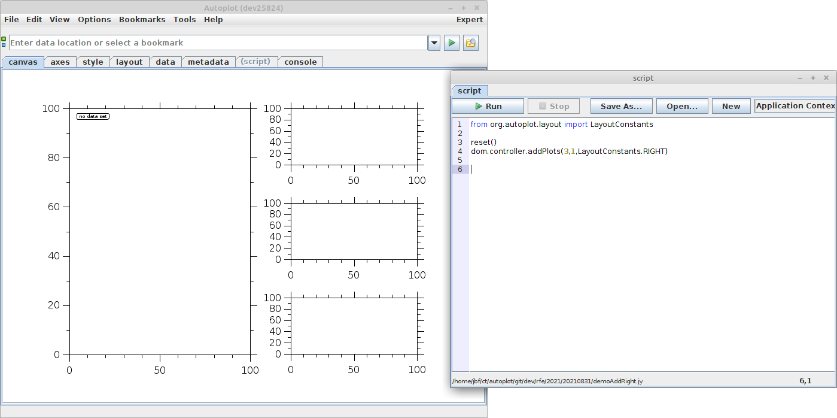 Autoplot (dev25824)
File Edit View Options Bookmarks Tools Help Expert
Enter data location or select a bookmark
canvas axes style layout data metadata (script) console
no data set
100
80
60
40
20
0
0 50 100
100
80
60
40
20
0
0 50 100
100
80
60
40
20
0
0 50 100
100
80
60
40
20
0
0 50 100
script
script
Run Stop Save As... Open... New Application Contex
1 from org.autoplot.layout import LayoutConstants
2
3 reset()
4 dom.controller.addPlots(3,1,LayoutConstants.RIGHT)
5
6
/home/jbf/ct/autoplot/git/dev/rfe/2021/20210831/demoAddRight.jy 6,1